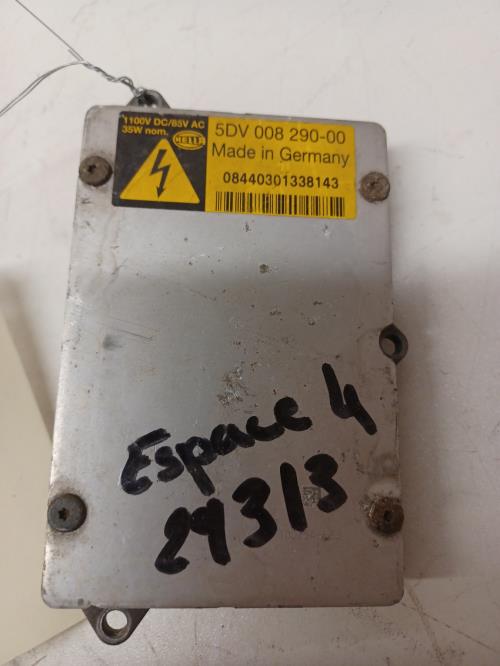 1100V DC/85V AC
35W nom.
HELLA
5DV 008 290-00
Made in Germany
08440301338143
Espace 4
29313